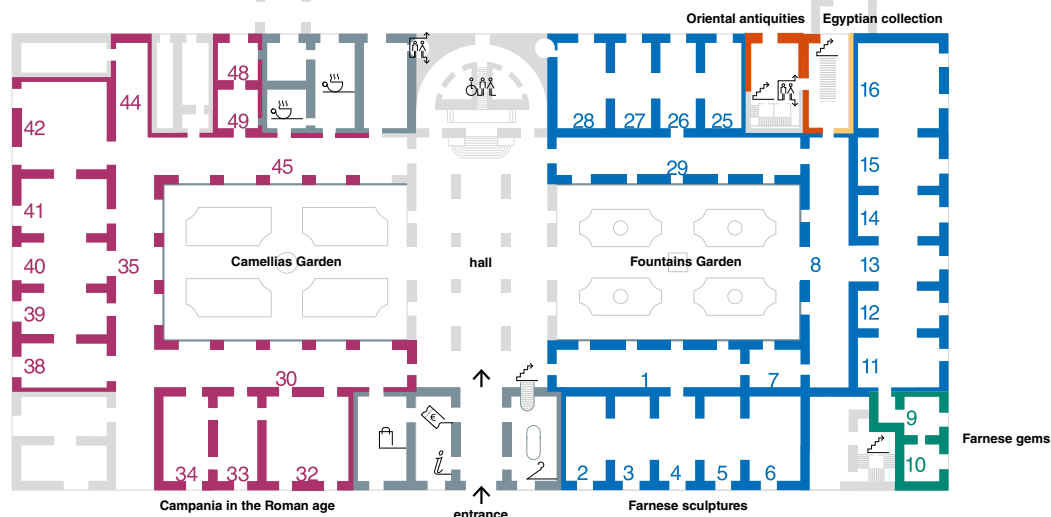 Oriental antiquities Egyptian collection
48
44
16
42
49
28 27 26 25
45
29
15
41
14
40
35
Camellias Garden
hall
Fountains Garden
8
13
39
12
38
30
1
7
11
9
€
i
Farnese gems
34 33 32
2 3 4 5 6
10
Campania in the Roman age
entrance
Farnese sculptures